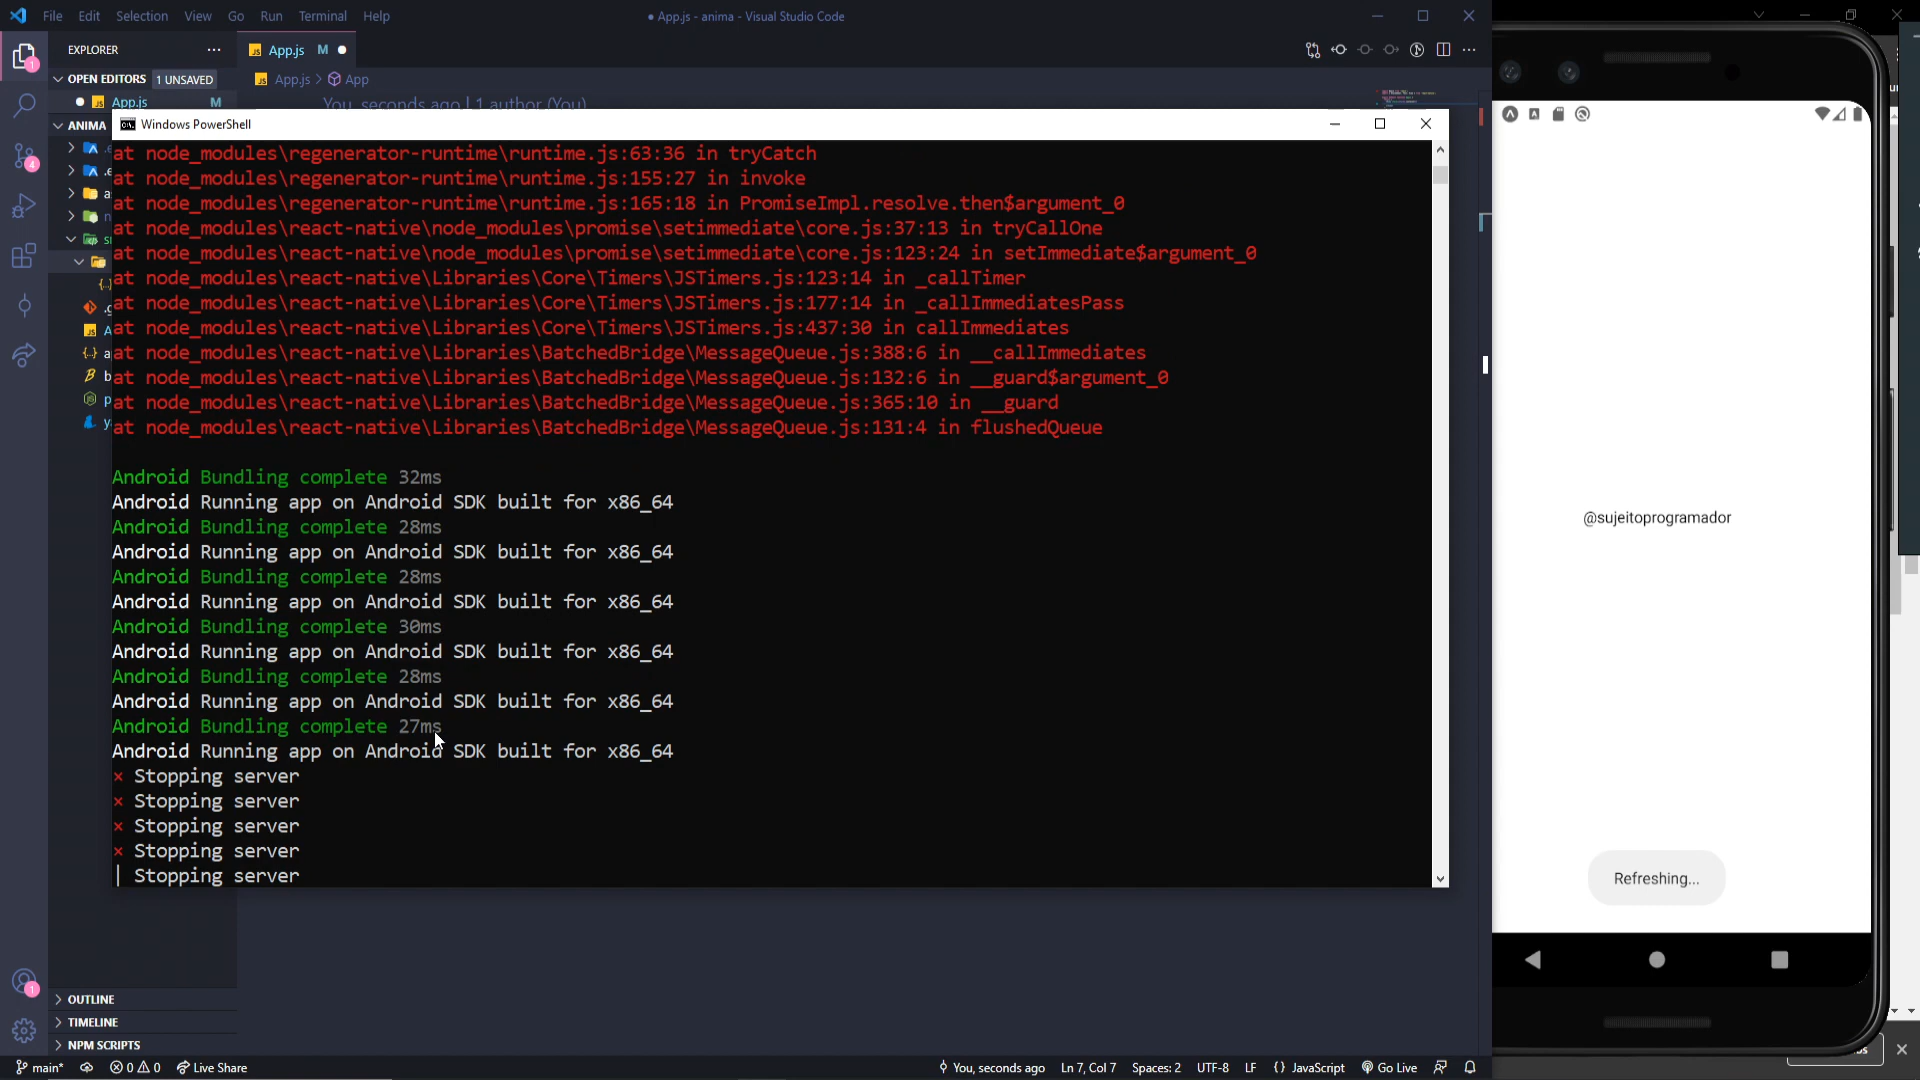 File Edit Selection View Go Run Terminal Help
● App.js - anima - Visual Studio Code
EXPLORER
App.js M
OPEN EDITORS 1 UNSAVED
App.js > App
App.js M
You, seconds ago | 1 author (You)
ANIMA
Windows PowerShell
at node_modules\regenerator-runtime\runtime.js:63:36 in tryCatch
at node_modules\regenerator-runtime\runtime.js:155:27 in invoke
at node_modules\regenerator-runtime\runtime.js:165:18 in PromiseImpl.resolve.then$argument_0
at node_modules\react-native\node_modules\promise\setimmediate\core.js:37:13 in tryCallOne
at node_modules\react-native\node_modules\promise\setimmediate\core.js:123:24 in setImmediate$argument_0
at node_modules\react-native\Libraries\Core\Timers\JSTimers.js:123:14 in _callTimer
at node_modules\react-native\Libraries\Core\Timers\JSTimers.js:177:14 in _callImmediatesPass
at node_modules\react-native\Libraries\Core\Timers\JSTimers.js:437:30 in callImmediates
at node_modules\react-native\Libraries\BatchedBridge\MessageQueue.js:388:6 in __callImmediates
at node_modules\react-native\Libraries\BatchedBridge\MessageQueue.js:132:6 in __guard$argument_0
at node_modules\react-native\Libraries\BatchedBridge\MessageQueue.js:365:10 in __guard
at node_modules\react-native\Libraries\BatchedBridge\MessageQueue.js:131:4 in flushedQueue
Android Bundling complete 32ms
Android Running app on Android SDK built for x86_64
Android Bundling complete 28ms
Android Running app on Android SDK built for x86_64
Android Bundling complete 28ms
Android Running app on Android SDK built for x86_64
Android Bundling complete 30ms
Android Running app on Android SDK built for x86_64
Android Bundling complete 28ms
Android Running app on Android SDK built for x86_64
Android Bundling complete 27ms
Android Running app on Android SDK built for x86_64
× Stopping server
× Stopping server
× Stopping server
× Stopping server
| Stopping server
OUTLINE
TIMELINE
NPM SCRIPTS
main* 0 0 Live Share
You, seconds ago Ln 7, Col 7 Spaces: 2 UTF-8 LF {} JavaScript Go Live
@sujeitoprogramador
Refreshing...